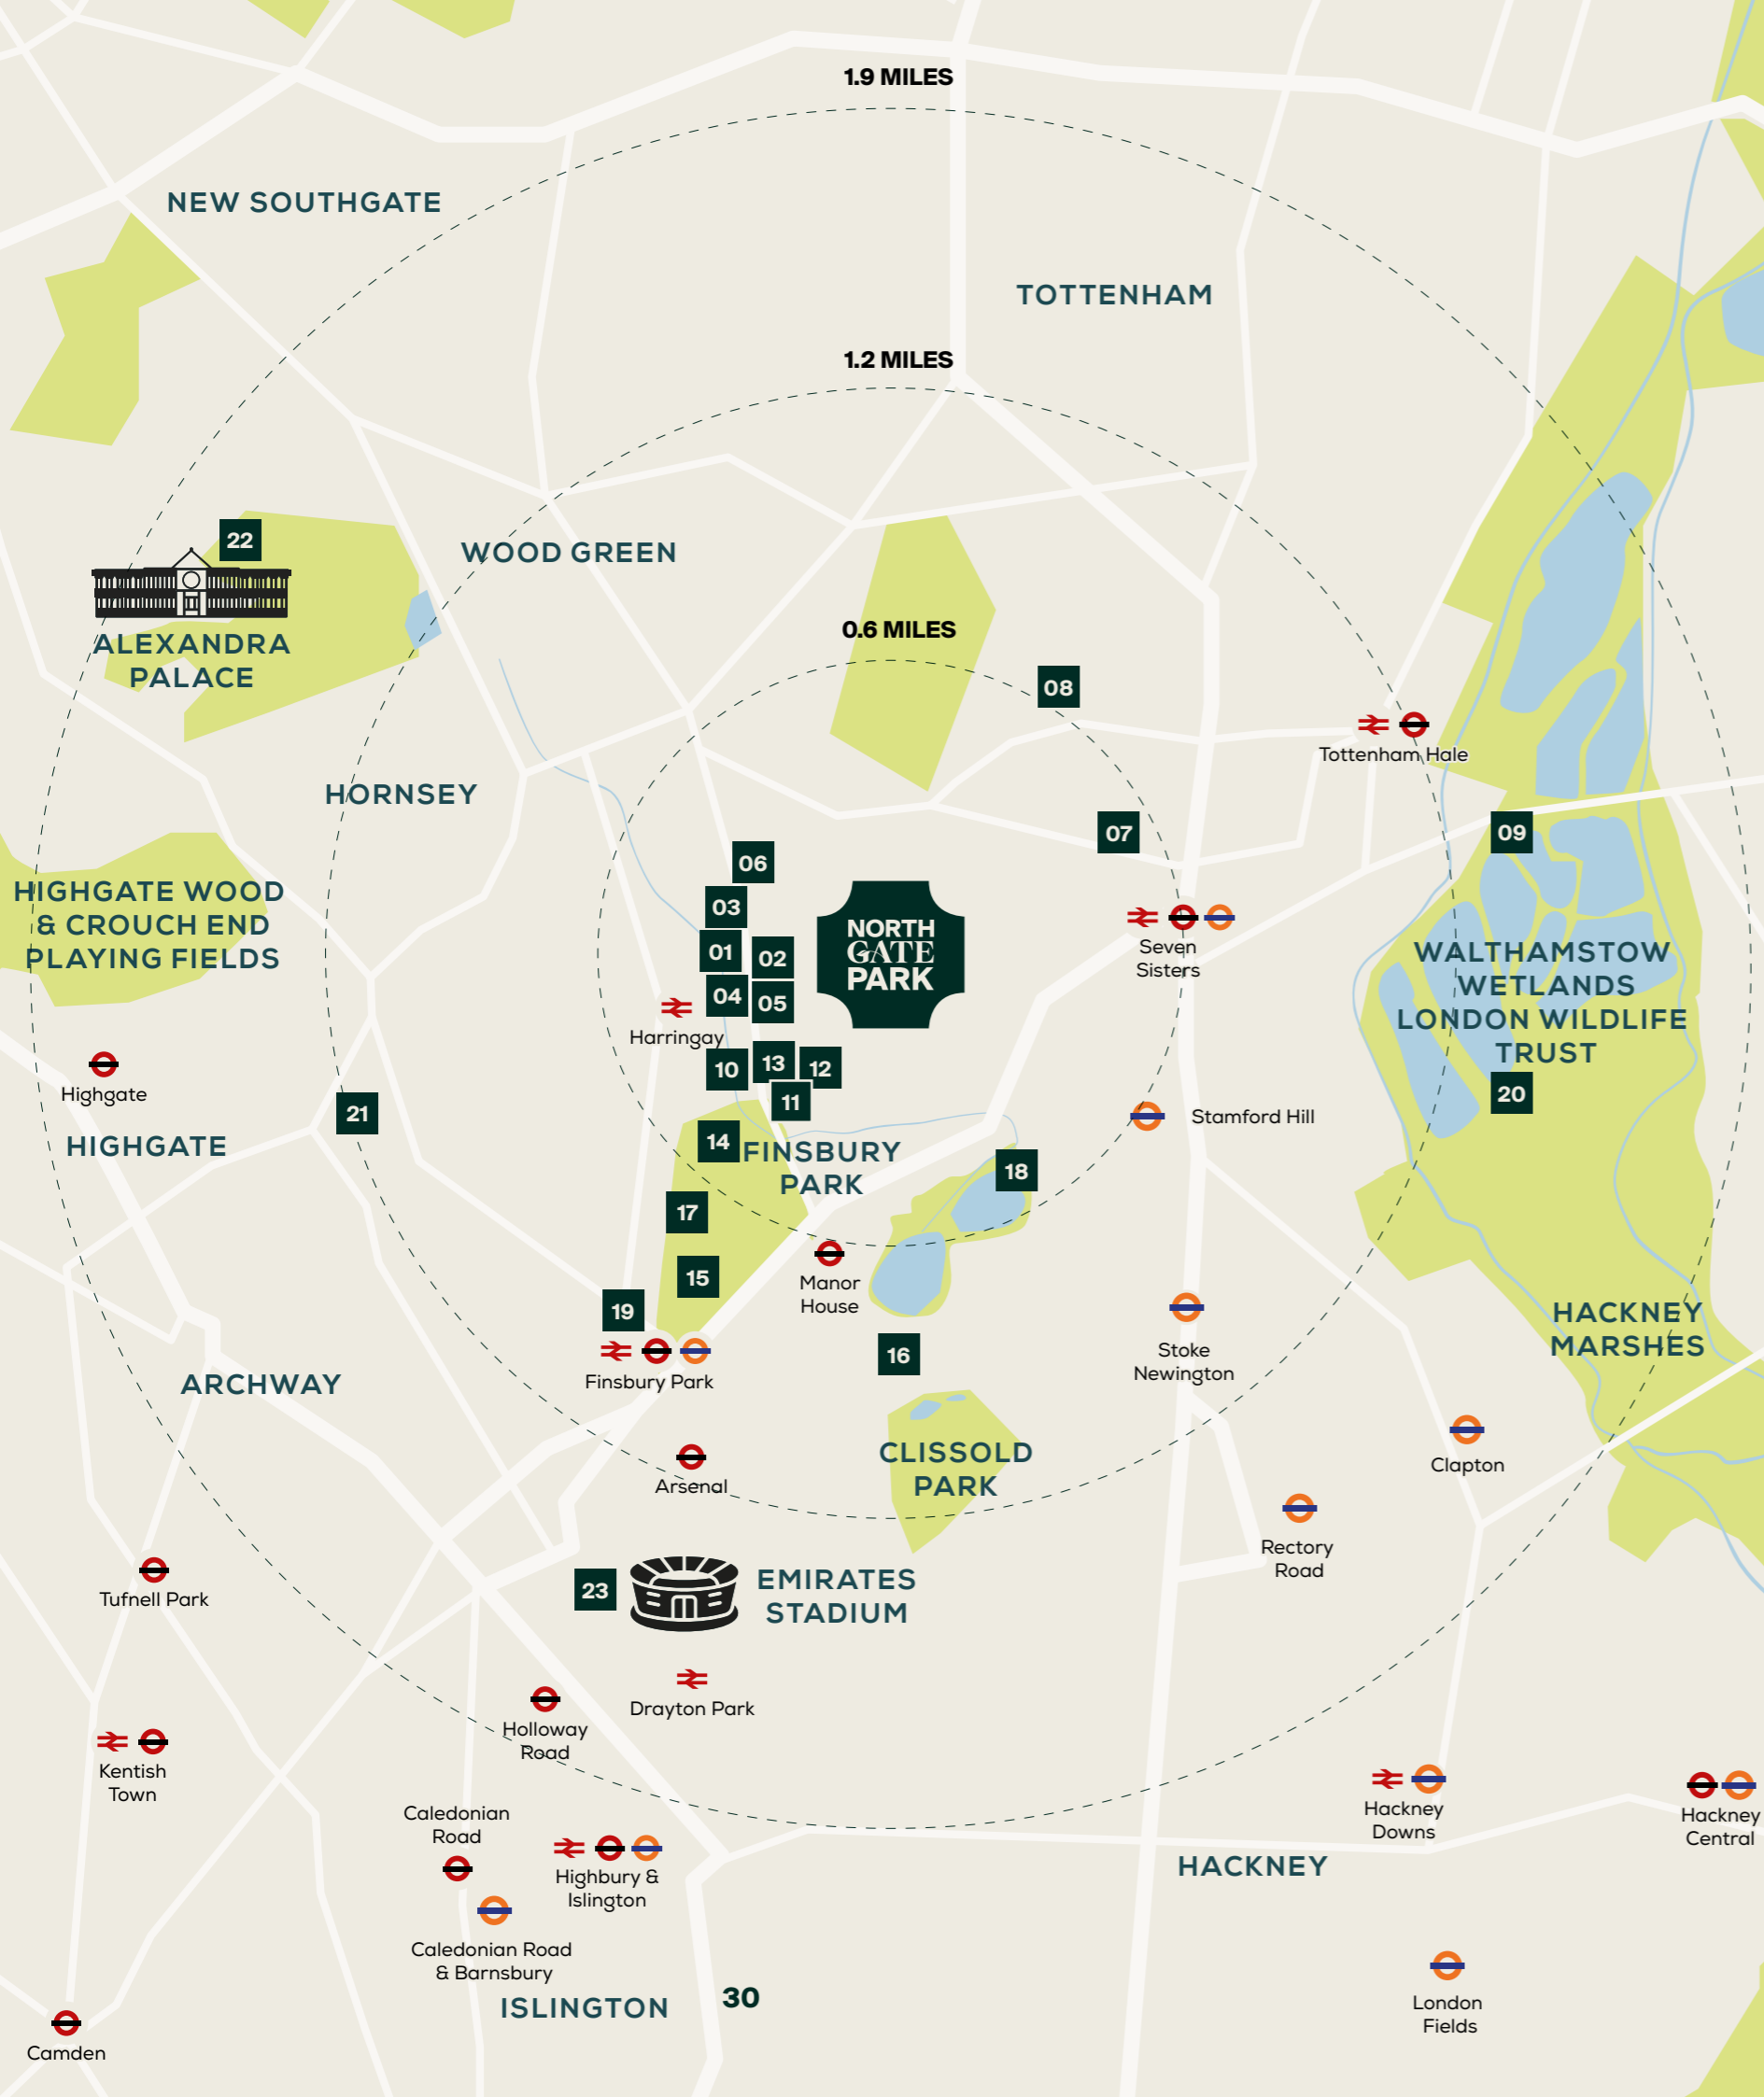 1.9 MILES
NEW SOUTHGATE
TOTTENHAM
1.2 MILES
22
WOOD GREEN
ALEXANDRA
PALACE
0.6 MILES
08
Tottenham Hale
HORNSEY
07
09
06
HIGHGATE WOOD
& CROUCH END
PLAYING FIELDS
03
01
02
04
05
NORTH
GATE
PARK
Seven
Sisters
WALTHAMSTOW
WETLANDS
LONDON WILDLIFE
TRUST
Harringay
10
13
12
11
20
Highgate
21
HIGHGATE
14
FINSBURY
PARK
Stamford Hill
18
17
15
19
Manor
House
HACKNEY
MARSHES
Finsbury Park
16
Stoke
Newington
ARCHWAY
Arsenal
CLISSOLD
PARK
Clapton
Rectory
Road
Tufnell Park
23
EMIRATES
STADIUM
Drayton Park
Holloway
Road
Kentish
Town
Caledonian
Road
Highbury &
Islington
Hackney
Downs
Hackney
Central
HACKNEY
Caledonian Road
& Barnsbury
ISLINGTON
30
London
Fields
Camden